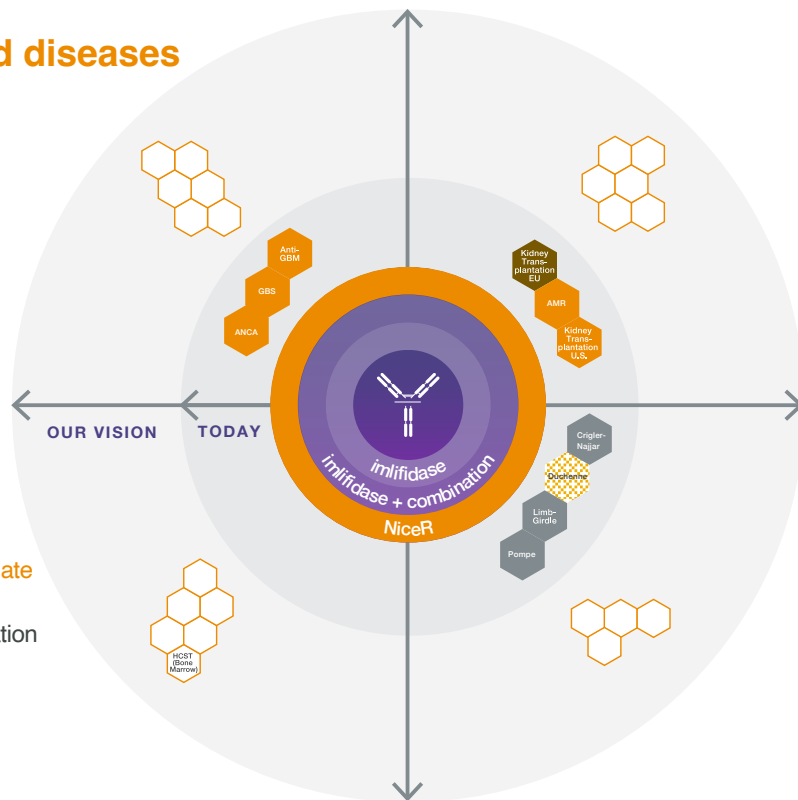 d diseases
Anti-
GBM
GBS
ANCA
Kidney
Trans-
plantation
EU
AMR
Kidney
Trans-
plantation
U.S.
OUR VISION
TODAY
imlifidase
imlifidase + combination
NiceR
Crigler-
Najjar
Duchenne
Limb-
Girdle
Pompe
ate
tion
HCST
(Bone
Marrow)